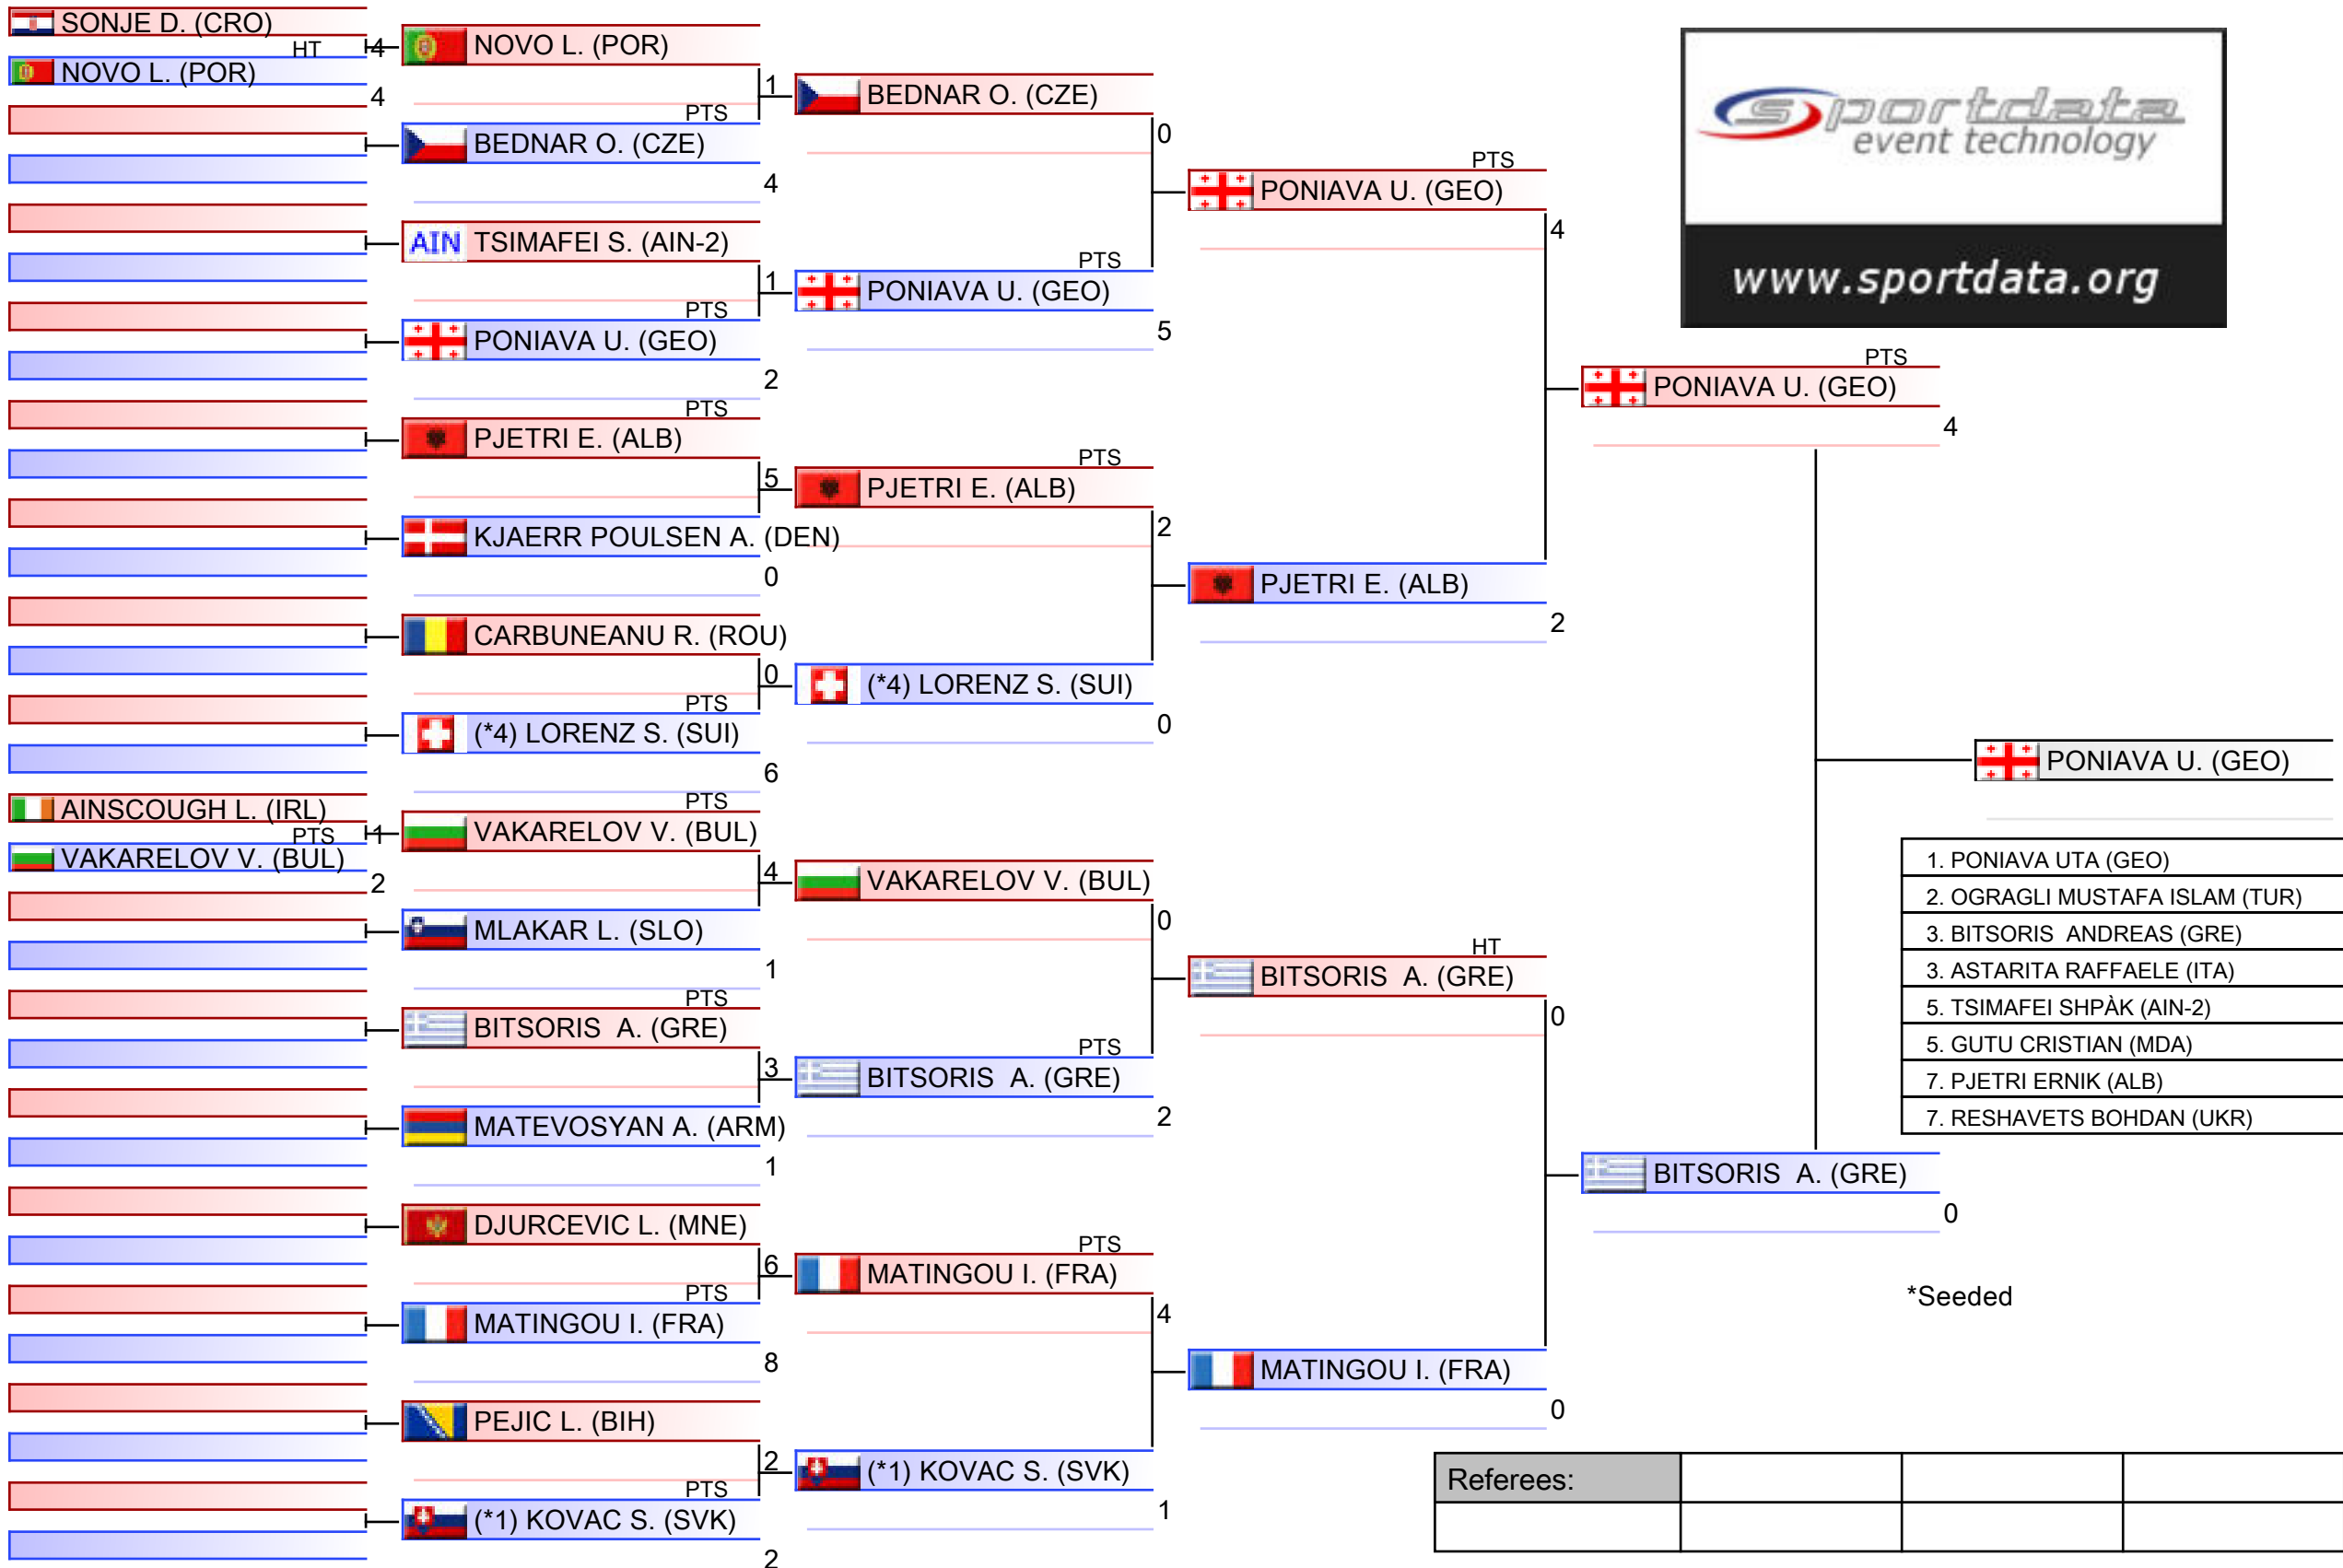 SONJE D. (CRO)
HT
4
NOVO L. (POR)
4
AINSCOUGH L. (IRL)
PTS
1
VAKARELOV V. (BUL)
2
NOVO L. (POR)
1
PTS
BEDNAR O. (CZE)
4
AIN TSIMAFEI S. (AIN-2)
1
PTS
PONIAVA U. (GEO)
2
PTS
PJETRI E. (ALB)
5
KJAERR POULSEN A. (DEN)
0
CARBUNEANU R. (ROU)
0
PTS
(*4) LORENZ S. (SUI)
6
PTS
VAKARELOV V. (BUL)
4
MLAKAR L. (SLO)
1
PTS
BITSORIS  A. (GRE)
3
MATEVOSYAN A. (ARM)
1
DJURCEVIC L. (MNE)
6
PTS
MATINGOU I. (FRA)
8
PEJIC L. (BIH)
2
PTS
(*1) KOVAC S. (SVK)
2
BEDNAR O. (CZE)
0
PTS
PONIAVA U. (GEO)
5
PTS
PJETRI E. (ALB)
2
(*4) LORENZ S. (SUI)
0
VAKARELOV V. (BUL)
0
PTS
BITSORIS  A. (GRE)
2
PTS
MATINGOU I. (FRA)
4
(*1) KOVAC S. (SVK)
1
PTS
PONIAVA U. (GEO)
4
PJETRI E. (ALB)
2
HT
BITSORIS  A. (GRE)
0
MATINGOU I. (FRA)
0
PTS
PONIAVA U. (GEO)
4
BITSORIS  A. (GRE)
0
PONIAVA U. (GEO)
sportdata
event technology
www.sportdata.org
1. PONIAVA UTA (GEO)
2. OGRAGLI MUSTAFA ISLAM (TUR)
3. BITSORIS  ANDREAS (GRE)
3. ASTARITA RAFFAELE (ITA)
5. TSIMAFEI SHPÀK (AIN-2)
5. GUTU CRISTIAN (MDA)
7. PJETRI ERNIK (ALB)
7. RESHAVETS BOHDAN (UKR)
*Seeded
Referees: